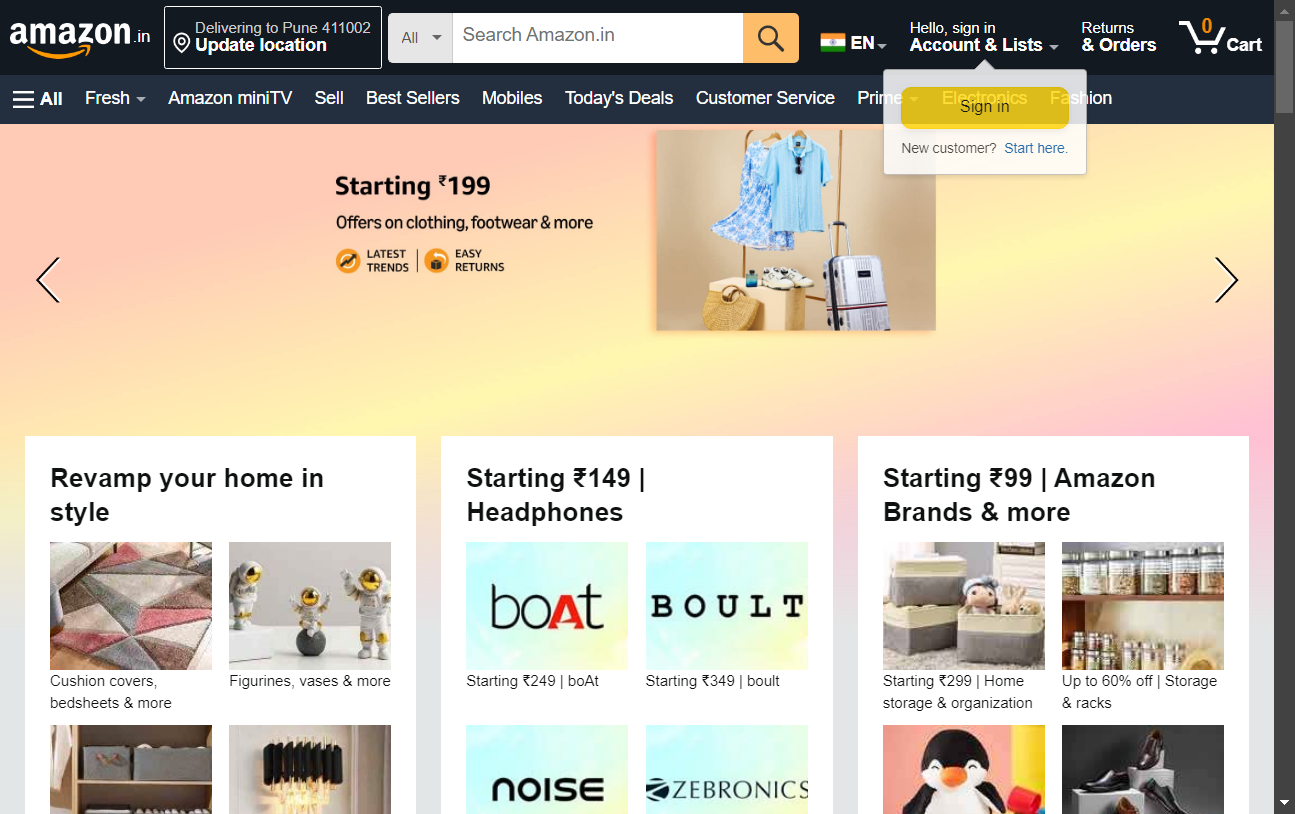 amazon.in
Delivering to Pune 411002
Update location
All
Search Amazon.in
EN
Hello, sign in
Account & Lists
Returns
& Orders
0
Cart
All
Fresh
Amazon miniTV
Sell
Best Sellers
Mobiles
Today's Deals
Customer Service
Prime
Electronics
Fashion
Sign in
New customer? Start here.
Starting ₹199
Offers on clothing, footwear & more
LATEST
TRENDS
EASY
RETURNS
Revamp your home in
style
Cushion covers,
bedsheets & more
Figurines, vases & more
Starting ₹149 |
Headphones
boAt
BOULT
Starting ₹249 | boAt
Starting ₹349 | boult
NOISE
ZEBRONICS
Starting ₹99 | Amazon
Brands & more
Starting ₹299 | Home
storage & organization
Up to 60% off | Storage
& racks